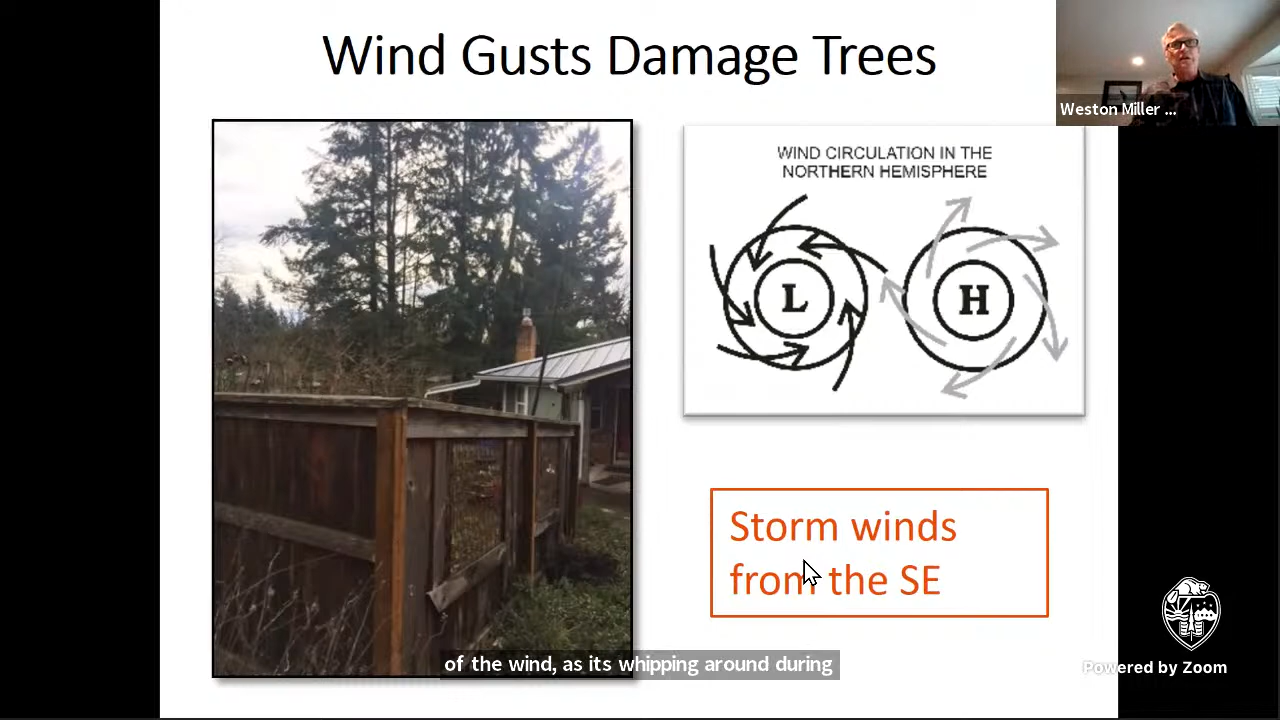 Wind Gusts Damage Trees
Weston Miller ...
WIND CIRCULATION IN THE
NORTHERN HEMISPHERE
L
H
Storm winds
from the SE
of the wind, as its whipping around during
Powered by Zoom